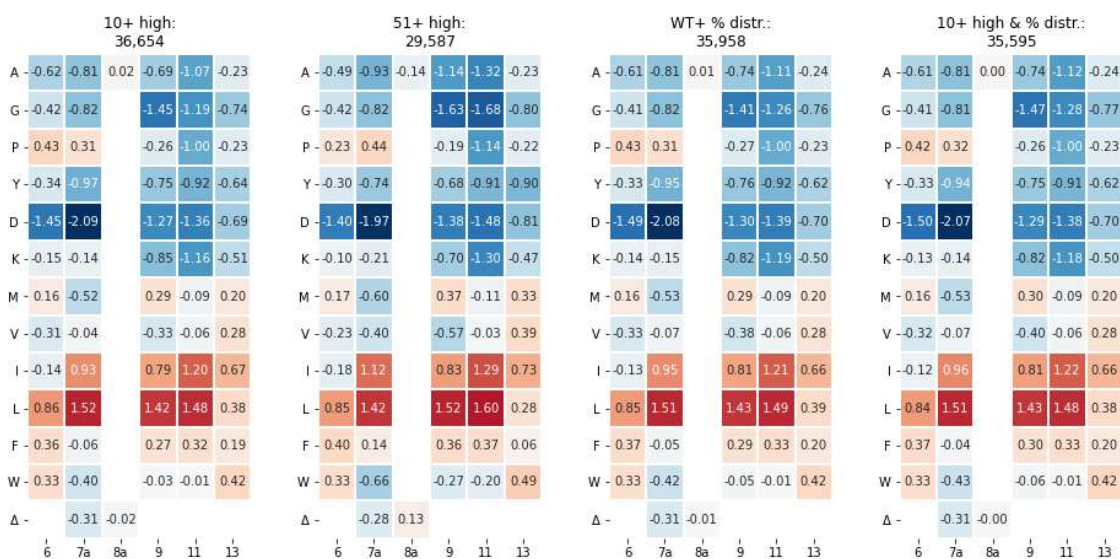 10+ high: 51+ high: WT+ % distr.: 10+ high & % distr.:
36,654 29,587 35,958 35,595
A -0.62 -0.81 0.02 -0.69 -1.07 -0.23 A -0.49 -0.93 -0.14 -1.14 -1.32 -0.23 A -0.61 -0.81 0.01 -0.74 -1.11 -0.24 A -0.61 -0.81 0.00 -0.74 -1.12 -0.24
G -0.42 -0.82 -1.45 -1.19 -0.74 G -0.42 -0.82 -1.63 -1.68 -0.80 G -0.41 -0.82 -1.41 -1.26 -0.76 G -0.41 -0.81 -1.47 -1.28 -0.77
P 0.43 0.31 -0.26 -1.00 -0.23 P 0.23 0.44 -0.19 -1.14 -0.22 P 0.43 0.31 -0.27 -1.00 -0.23 P 0.42 0.32 -0.26 -1.00 -0.23
Y -0.34 -0.97 -0.75 -0.92 -0.64 Y -0.30 -0.74 -0.68 -0.91 -0.90 Y -0.33 -0.95 -0.76 -0.92 -0.62 Y -0.33 -0.94 -0.75 -0.91 -0.62
D -1.45 -2.09 -1.27 -1.36 -0.69 D -1.40 -1.97 -1.38 -1.48 -0.81 D -1.49 -2.08 -1.30 -1.39 -0.70 D -1.50 -2.07 -1.29 -1.38 -0.70
K -0.15 -0.14 -0.85 -1.16 -0.51 K -0.10 -0.21 -0.70 -1.30 -0.47 K -0.14 -0.15 -0.82 -1.19 -0.50 K -0.13 -0.14 -0.82 -1.18 -0.50
M 0.16 -0.52 0.29 -0.09 0.20 M 0.17 -0.60 0.37 -0.11 0.33 M 0.16 -0.53 0.29 -0.09 0.20 M 0.16 -0.53 0.30 -0.09 0.20
V -0.31 -0.04 -0.33 -0.06 0.28 V -0.23 -0.40 -0.57 -0.03 0.39 V -0.33 -0.07 -0.38 -0.06 0.28 V -0.32 -0.07 -0.40 -0.06 0.28
I -0.14 0.93 0.79 1.20 0.67 I -0.18 1.12 0.83 1.29 0.73 I -0.13 0.95 0.81 1.21 0.66 I -0.12 0.96 0.81 1.22 0.66
L 0.86 1.52 1.42 1.48 0.38 L 0.85 1.42 1.52 1.60 0.28 L 0.85 1.51 1.43 1.49 0.39 L 0.84 1.51 1.43 1.48 0.38
F 0.36 -0.06 0.27 0.32 0.19 F 0.40 0.14 0.36 0.37 0.06 F 0.37 -0.05 0.29 0.33 0.20 F 0.37 -0.04 0.30 0.33 0.20
W 0.33 -0.40 -0.03 -0.01 0.42 W 0.33 -0.66 -0.27 -0.20 0.49 W 0.33 -0.42 -0.05 -0.01 0.42 W 0.33 -0.43 -0.06 -0.01 0.42
Δ -0.31 -0.02 Δ -0.28 0.13 Δ -0.31 -0.01 Δ -0.31 -0.00
6 7a 8a 9 11 13 6 7a 8a 9 11 13 6 7a 8a 9 11 13 6 7a 8a 9 11 13